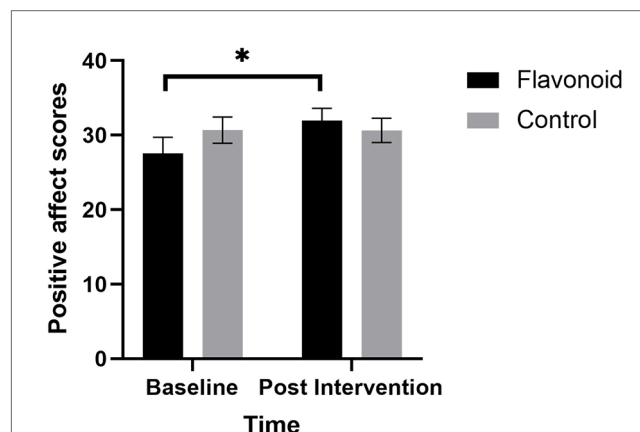 Positive affect scores
40
30
20
10
0
*
Flavonoid
Control
Baseline
Post Intervention
Time